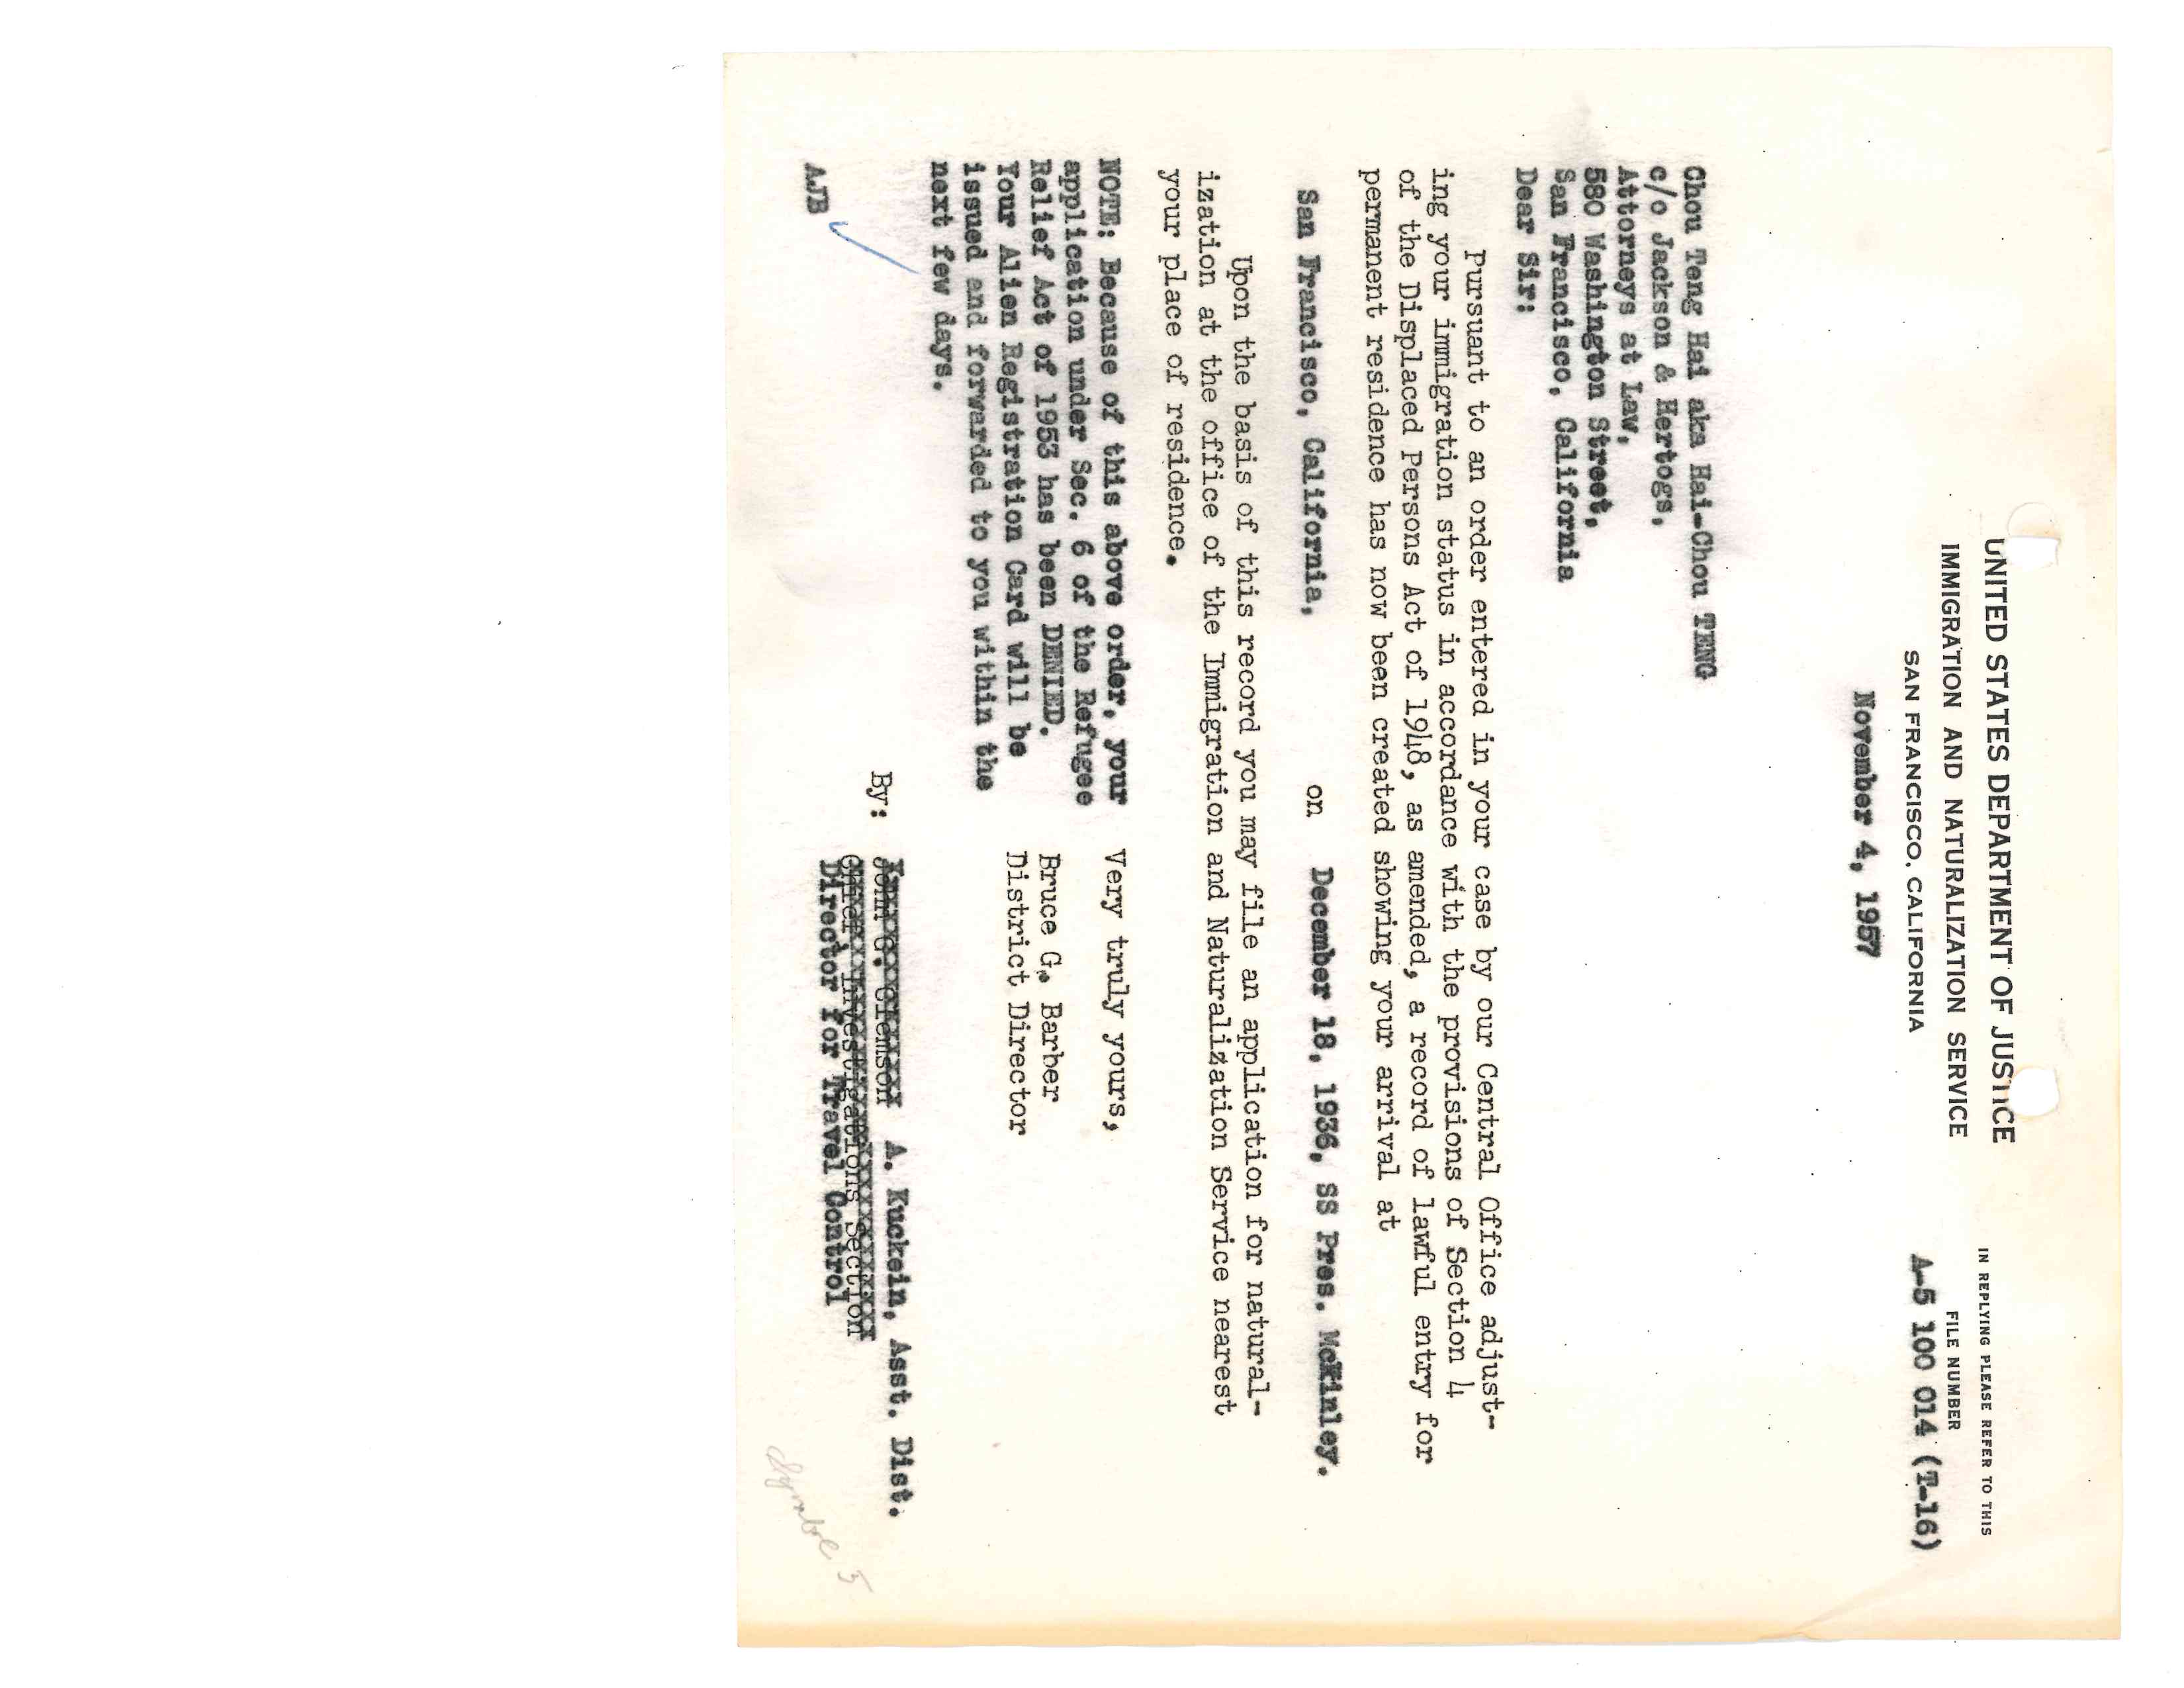 UNITED STATES DEPARTMENT OF JUSTICE
IMMIGRATION AND NATURALIZATION SERVICE
SAN FRANCISCO, CALIFORNIA
IN REPLYING PLEASE REFER TO THIS
FILE NUMBER
A-5 100 014 (T-16)
November 4, 1957
Chou Teng Hai aka Hai-Chou TENG
c/o Jackson & Hertogs,
Attorneys at Law,
580 Washington Street,
San Francisco, California
Dear Sir:
Pursuant to an order entered in your case by our Central Office adjust-
ing your immigration status in accordance with the provisions of Section 4
of the Displaced Persons Act of 1948, as amended, a record of lawful entry for
permanent residence has now been created showing your arrival at
San Francisco, California, on December 18, 1936, SS Pres. McKinley.
Upon the basis of this record you may file an application for natural-
ization at the office of the Immigration and Naturalization Service nearest
your place of residence.
NOTE: Because of this above order, your
application under Sec. 6 of the Refugee
Relief Act of 1953 has been DENIED.
Your Alien Registration Card will be
issued and forwarded to you within the
next few days.
Very truly yours,
Bruce G. Barber
District Director
By: John G. Clemson A. Kuckein, Asst. Dist.
Chief, Investigations Section
Director for Travel Control
AJB
Symbol 5